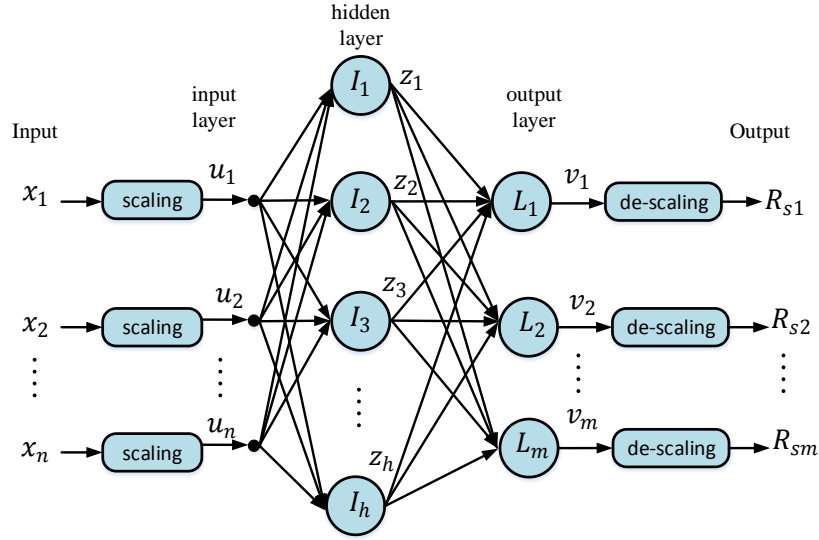 hidden
layer
I₁
z₁
input
layer
output
layer
Input
Output
x₁
scaling
u₁
I₂
z₂
L₁
v₁
de-scaling
Rₛ₁
x₂
scaling
u₂
I₃
z₃
L₂
v₂
de-scaling
Rₛ₂
xₙ
scaling
uₙ
Lₘ
vₘ
de-scaling
Rₛₘ
z_h
I_h